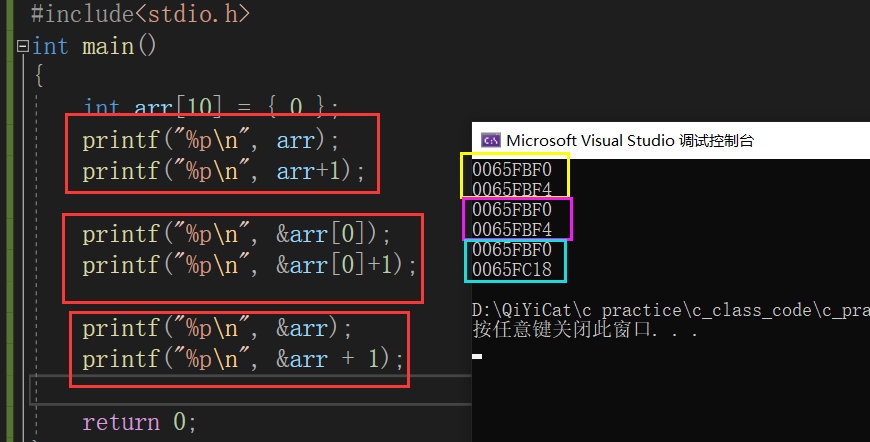 #include<stdio.h>
int main()
{
int arr[10] = { 0 };
printf("%p\n", arr);
printf("%p\n", arr+1);
printf("%p\n", &arr[0]);
printf("%p\n", &arr[0]+1);
printf("%p\n", &arr);
printf("%p\n", &arr + 1);
return 0;
Microsoft Visual Studio 调试控制台
0065FBF0
0065FBF4
0065FBF0
0065FBF4
0065FBF0
0065FC18
D:\QiYiCat\c practice\c_class_code\c_pra
按任意键关闭此窗口. . .